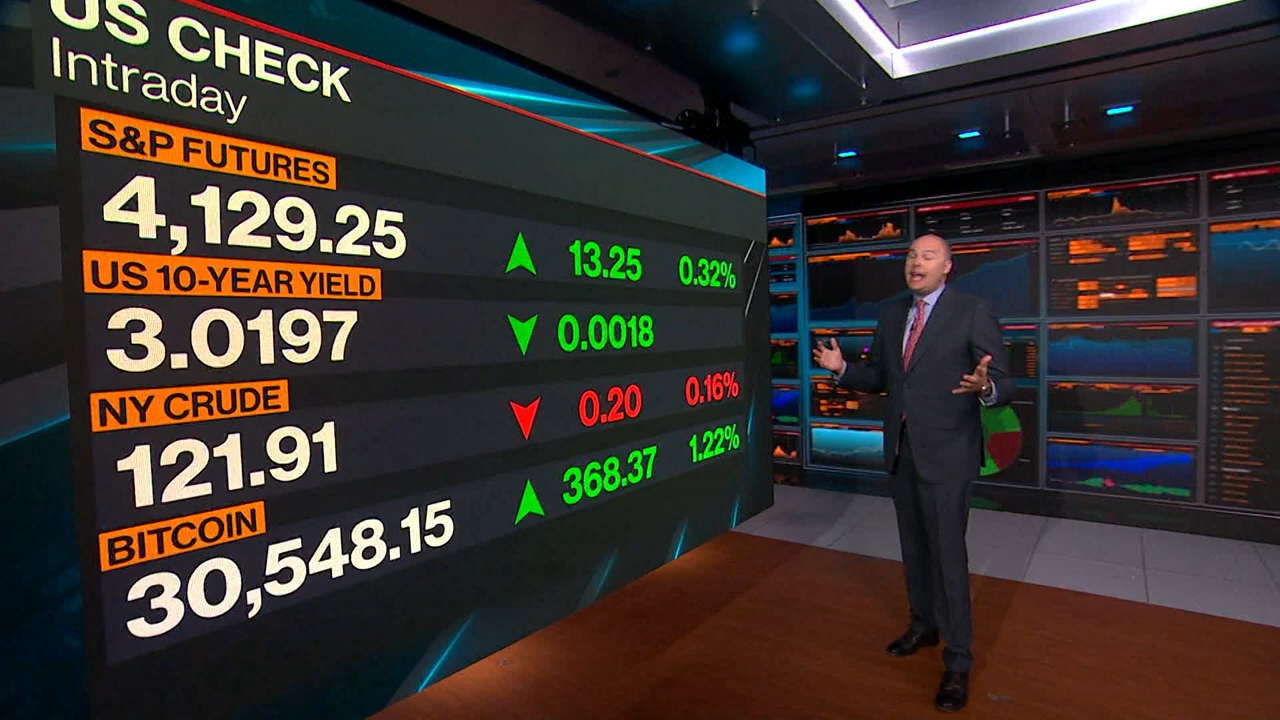 US CHECK
Intraday
S&P FUTURES
4,129.25 13.25 0.32%
US 10-YEAR YIELD
3.0197 0.0018
NY CRUDE
121.91 0.20 0.16%
BITCOIN
30,548.15 368.37 1.22%